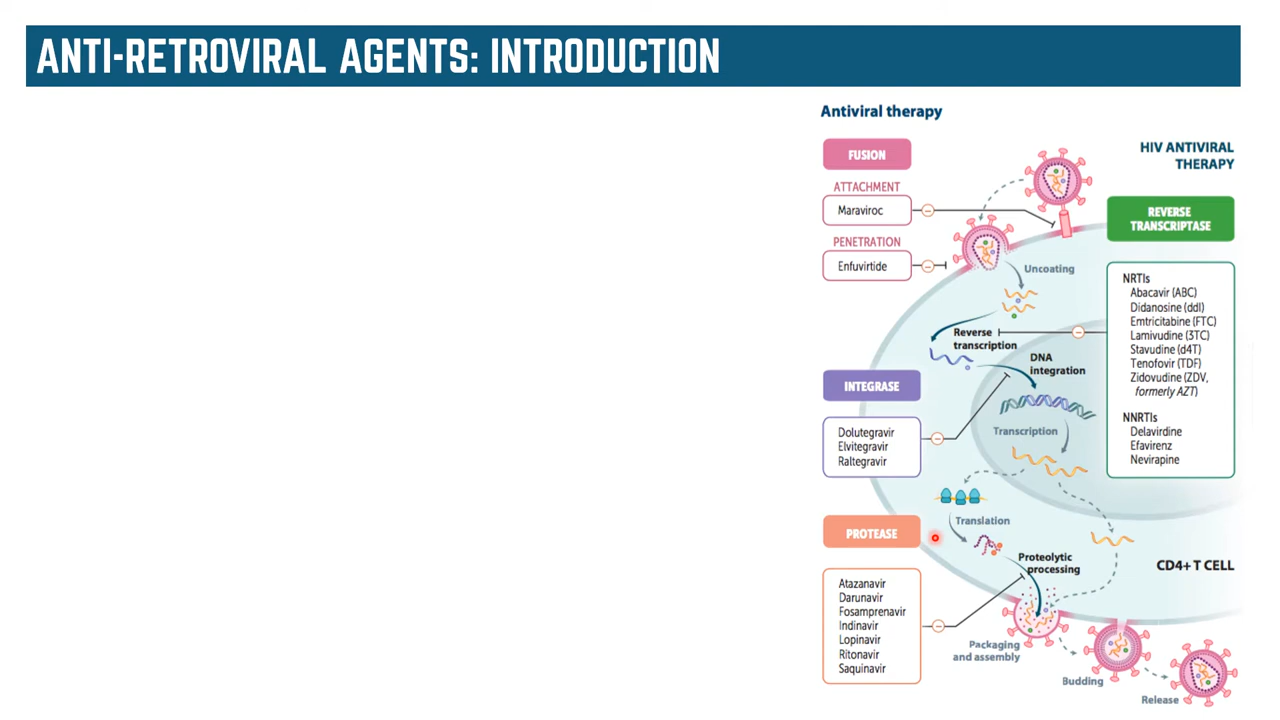 ANTI-RETROVIRAL AGENTS: INTRODUCTION
Antiviral therapy
HIV ANTIVIRAL
THERAPY
FUSION
ATTACHMENT
Maraviroc
PENETRATION
Enfuvirtide
REVERSE
TRANSCRIPTASE
Uncoating
NRTIs
Abacavir (ABC)
Didanosine (ddI)
Emtricitabine (FTC)
Lamivudine (3TC)
Stavudine (d4T)
Tenofovir (TDF)
Zidovudine (ZDV,
formerly AZT)
NNRTIs
Delavirdine
Efavirenz
Nevirapine
Reverse
transcription
DNA
integration
INTEGRASE
Dolutegravir
Elvitegravir
Raltegravir
Transcription
Translation
PROTEASE
Proteolytic
processing
CD4+ T CELL
Atazanavir
Darunavir
Fosamprenavir
Indinavir
Lopinavir
Ritonavir
Saquinavir
Packaging
and assembly
Budding
Release